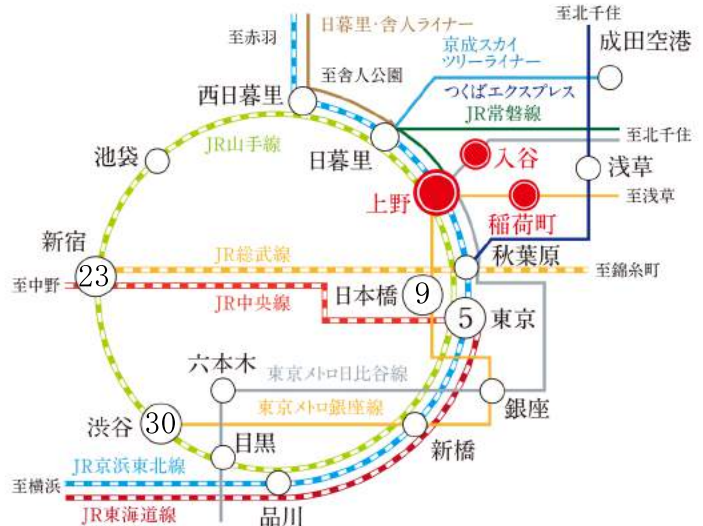 至北千住
日暮里・舎人ライナー
至赤羽
京成スカイ
ツリーライナー
成田空港
至舎人公園
西日暮里
つくばエクスプレス
JR常磐線
JR山手線
日暮里
至北千住
池袋
入谷
浅草
上野
至浅草
稲荷町
新宿
23
JR総武線
秋葉原
至錦糸町
至中野
JR中央線
日本橋
9
5
東京
六本木
東京メトロ日比谷線
東京メトロ銀座線
銀座
渋谷
30
目黒
新橋
JR京浜東北線
至横浜
JR東海道線
品川